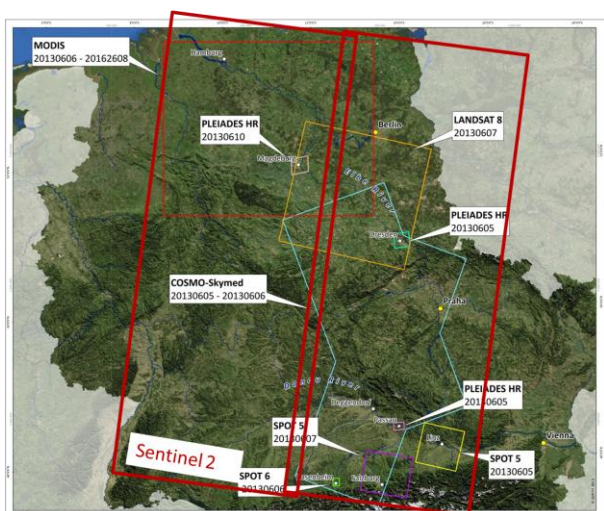 MODIS
20130606 - 20162608
Hamburg
PLEIADES HR
20130610
Berlin
LANDSAT 8
20130607
Magdeburg
Elbe River
PLEIADES HR
20130605
Dresden
COSMO-Skymed
20130605 - 20130606
Praha
Donau River
PLEIADES HR
20130605
Deggendorf
Passau
SPOT 5
20130607
Linz
Vienna
Sentinel 2
SPOT 5
20130605
SPOT 6
20130606
Rosenheim
Salzburg